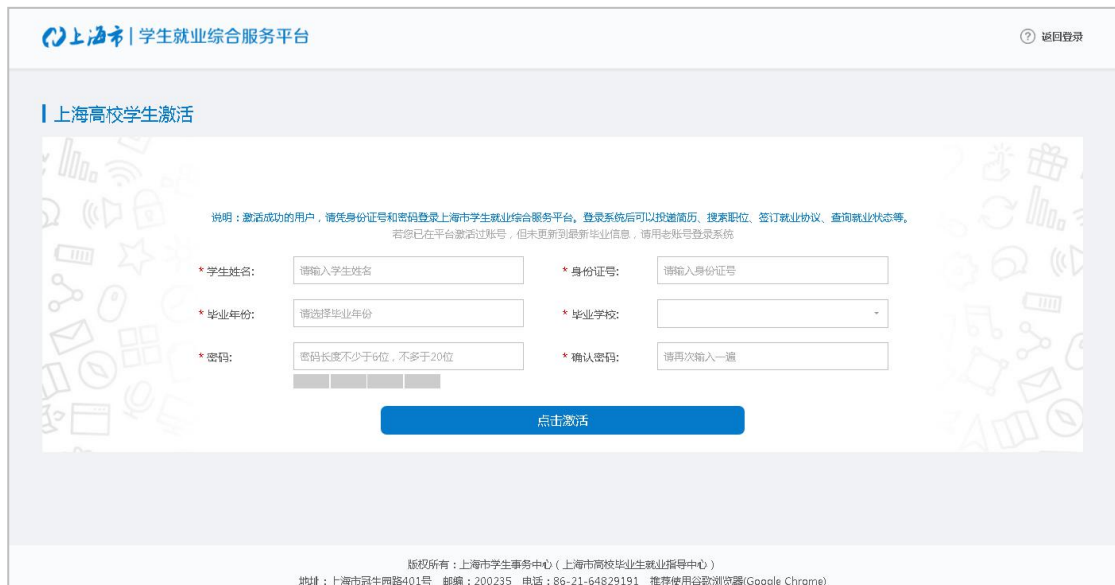 上海市 | 学生就业综合服务平台
? 返回登录
上海高校学生激活
说明：激活成功的用户，请凭身份证号和密码登录上海市学生就业综合服务平台。登录系统后可以投递简历、搜索职位、签订就业协议、查询就业状态等。
若您已在平台激活过账号，但未更新到最新毕业信息，请用老账号登录系统
* 学生姓名: 请输入学生姓名 * 身份证号: 请输入身份证号
* 毕业年份: 请选择毕业年份 * 毕业学校:
* 密码: 密码长度不少于6位，不多于20位 * 确认密码: 请再次输入一遍
点击激活
版权所有：上海市学生事务中心（上海市高校毕业生就业指导中心）
地址：上海市冠生园路401号 邮编：200235 电话：86-21-64829191 推荐使用谷歌浏览器(Google Chrome)